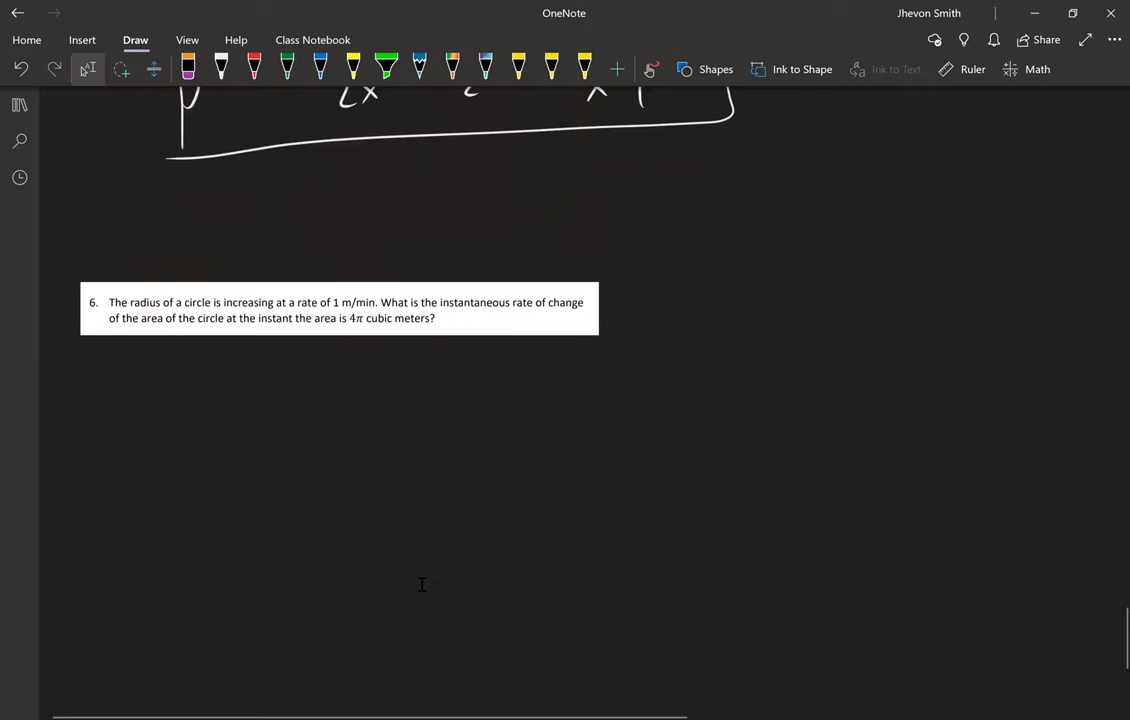 OneNote
Jhevon Smith
Home
Insert
Draw
View
Help
Class Notebook
Share
Shapes
Ink to Shape
Ink to Text
Ruler
Math
6. The radius of a circle is increasing at a rate of 1 m/min. What is the instantaneous rate of change
of the area of the circle at the instant the area is 4π cubic meters?